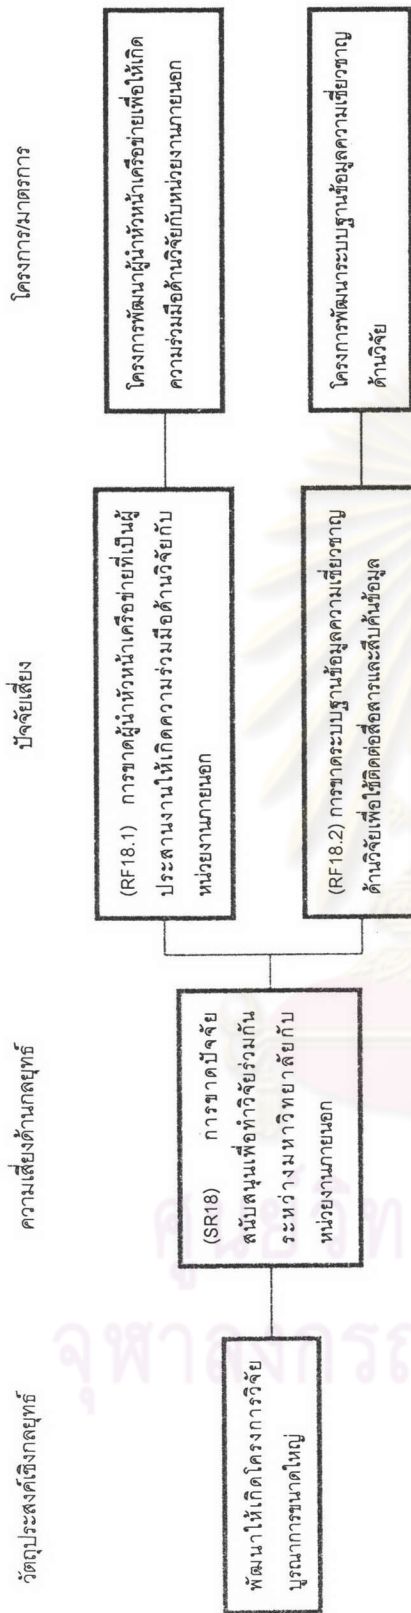 วัตถุประสงค์เชิงกลยุทธ์
ความเสี่ยงด้านกลยุทธ์
ปัจจัยเสี่ยง
โครงการ/มาตรการ
พัฒนาให้เกิดโครงการวิจัย
บูรณาการขนาดใหญ่
(SR18) การขาดปัจจัย
สนับสนุนเพื่อทำวิจัยร่วมกัน
ระหว่างมหาวิทยาลัยกับ
หน่วยงานภายนอก
(RF18.1) การขาดผู้นำหัวหน้าเครือข่ายที่เป็นผู้
ประสานงานให้เกิดความร่วมมือด้านวิจัยกับ
หน่วยงานภายนอก
โครงการพัฒนาผู้นำหัวหน้าเครือข่ายเพื่อให้เกิด
ความร่วมมือด้านวิจัยกับหน่วยงานภายนอก
(RF18.2) การขาดระบบฐานข้อมูลความเชี่ยวชาญ
ด้านวิจัยเพื่อใช้ติดต่อสื่อสารและสืบค้นข้อมูล
โครงการพัฒนาระบบฐานข้อมูลความเชี่ยวชาญ
ด้านวิจัย
ศูนย์วิท
จุฬาลงกรณ์